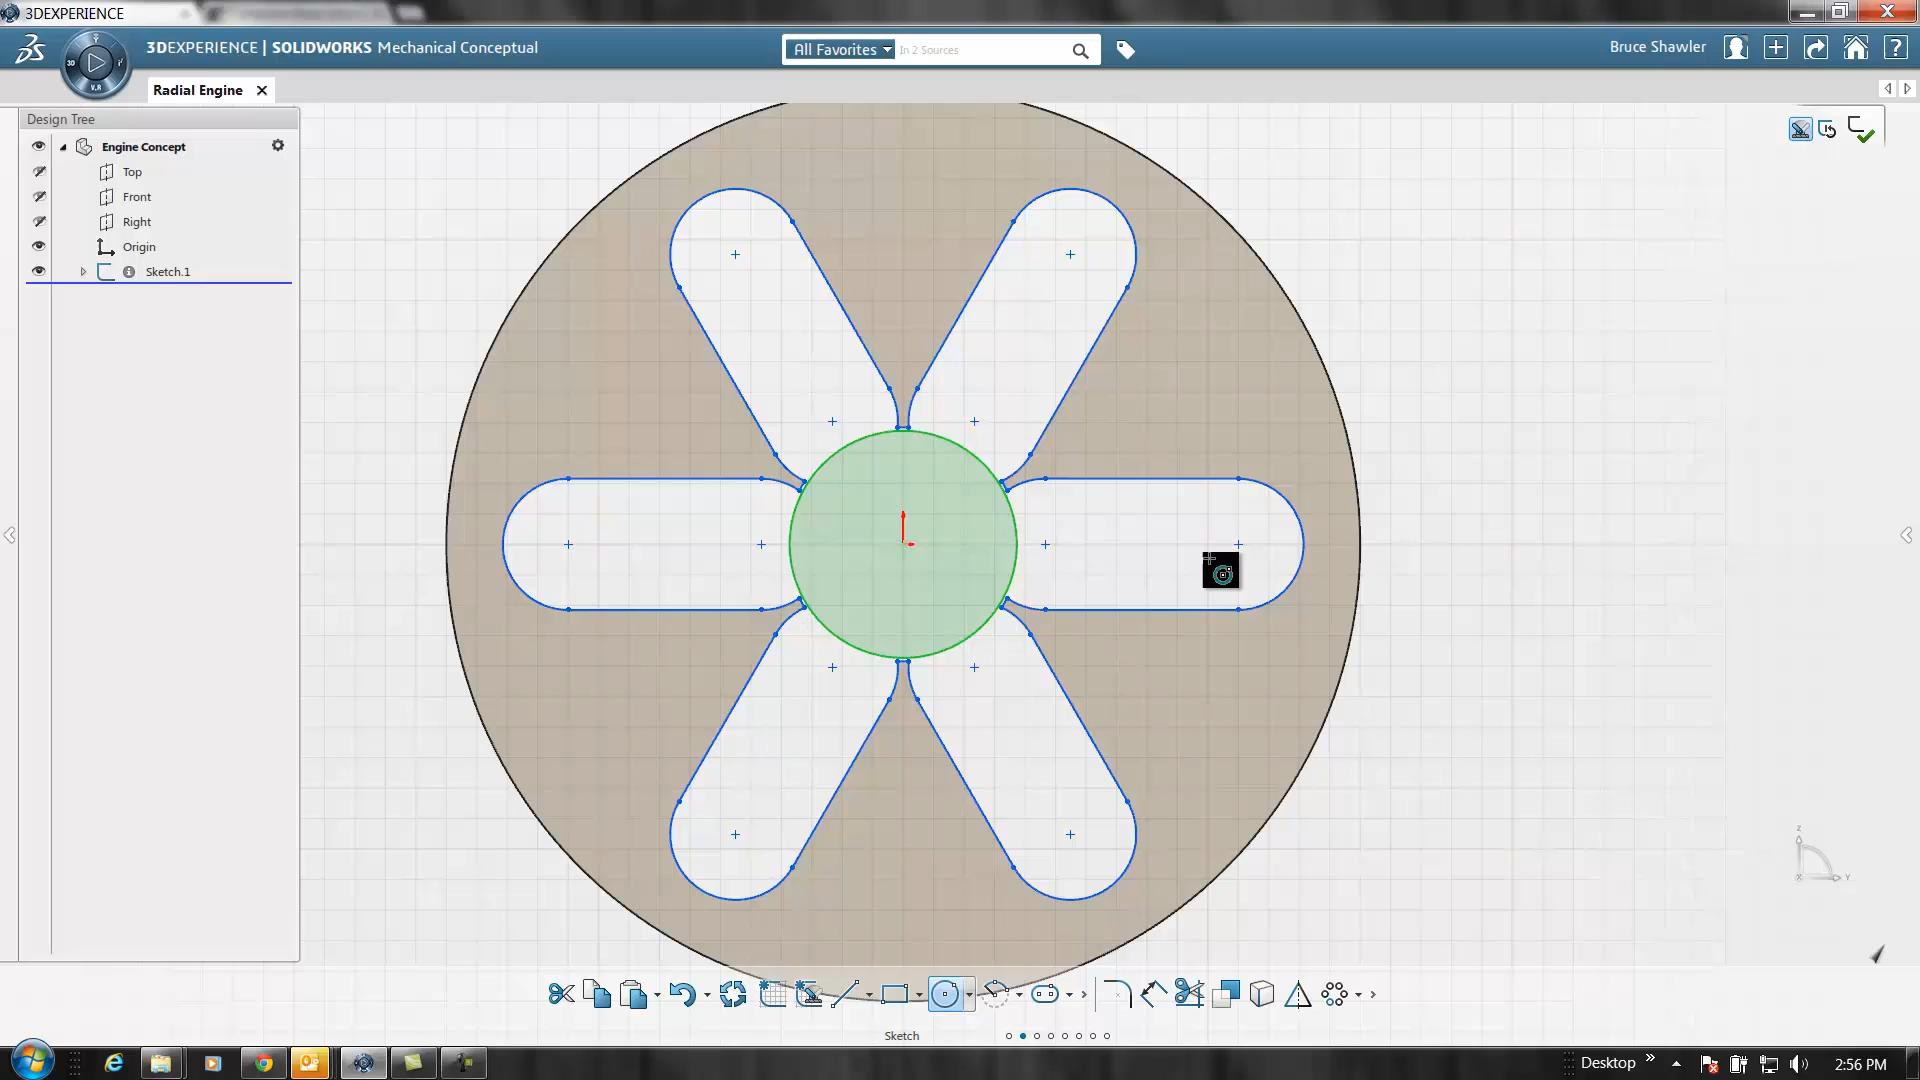 3DEXPERIENCE
3DEXPERIENCE | SOLIDWORKS Mechanical Conceptual
All Favorites In 2 Sources
Bruce Shawler
Radial Engine
Design Tree
Engine Concept
Top
Front
Right
Origin
Sketch.1
3D
V.R
Z
X
Y
Sketch
Desktop
2:56 PM